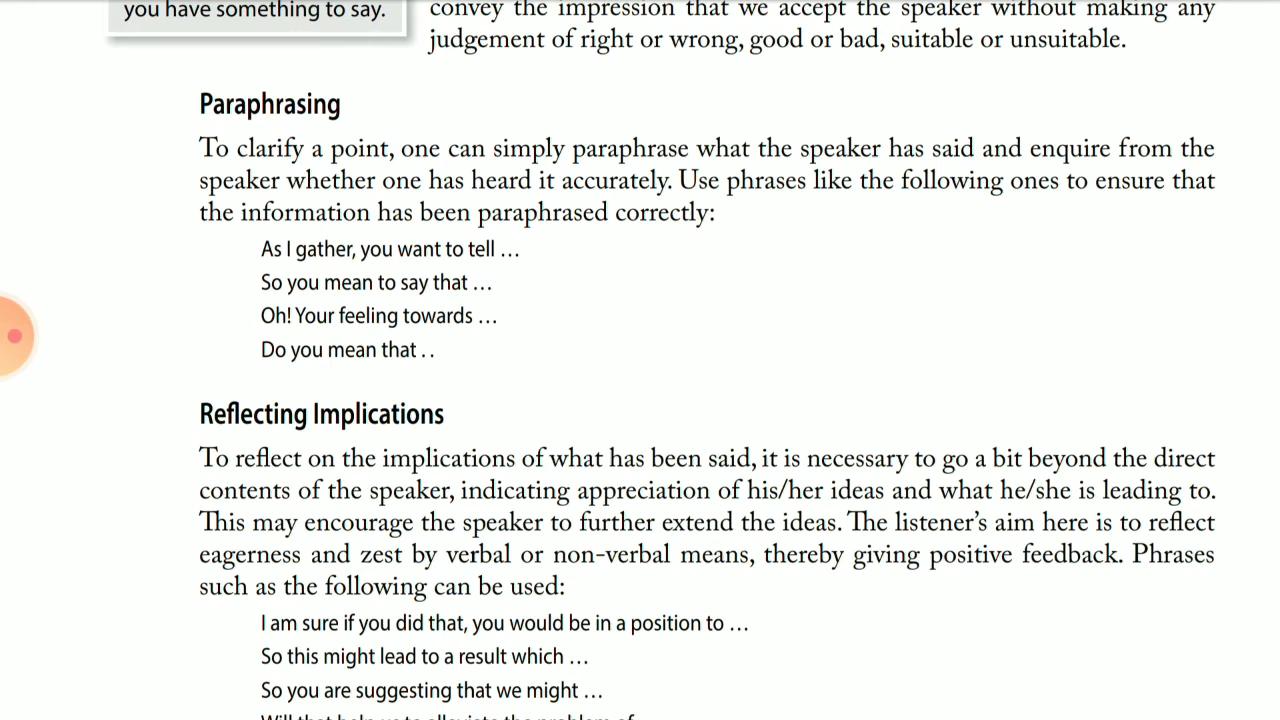 you have something to say.
convey the impression that we accept the speaker without making any
judgement of right or wrong, good or bad, suitable or unsuitable.
Paraphrasing
To clarify a point, one can simply paraphrase what the speaker has said and enquire from the
speaker whether one has heard it accurately. Use phrases like the following ones to ensure that
the information has been paraphrased correctly:
As I gather, you want to tell ...
So you mean to say that ...
Oh! Your feeling towards ...
Do you mean that . .
Reflecting Implications
To reflect on the implications of what has been said, it is necessary to go a bit beyond the direct
contents of the speaker, indicating appreciation of his/her ideas and what he/she is leading to.
This may encourage the speaker to further extend the ideas. The listener's aim here is to reflect
eagerness and zest by verbal or non-verbal means, thereby giving positive feedback. Phrases
such as the following can be used:
I am sure if you did that, you would be in a position to ...
So this might lead to a result which ...
So you are suggesting that we might ...
Will that help us to alleviate the problem of